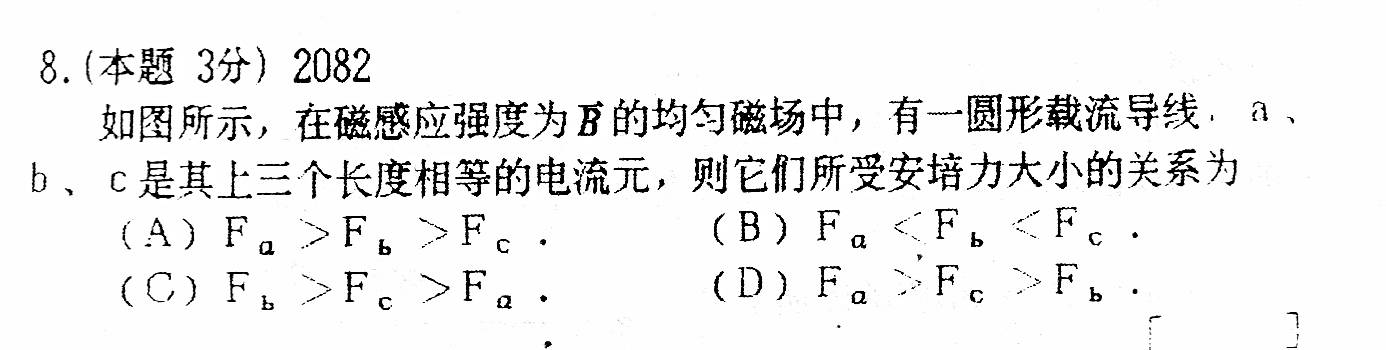 8.(本题 3分) 2082
如图所示，在磁感应强度为B的均匀磁场中，有一圆形载流导线，a、
b、c是其上三个长度相等的电流元，则它们所受安培力大小的关系为
(A) Fa >Fb >Fc . (B) Fa <Fb <Fc .
(C) Fb >Fc >Fa . (D) Fa >Fc >Fb .
[ ]